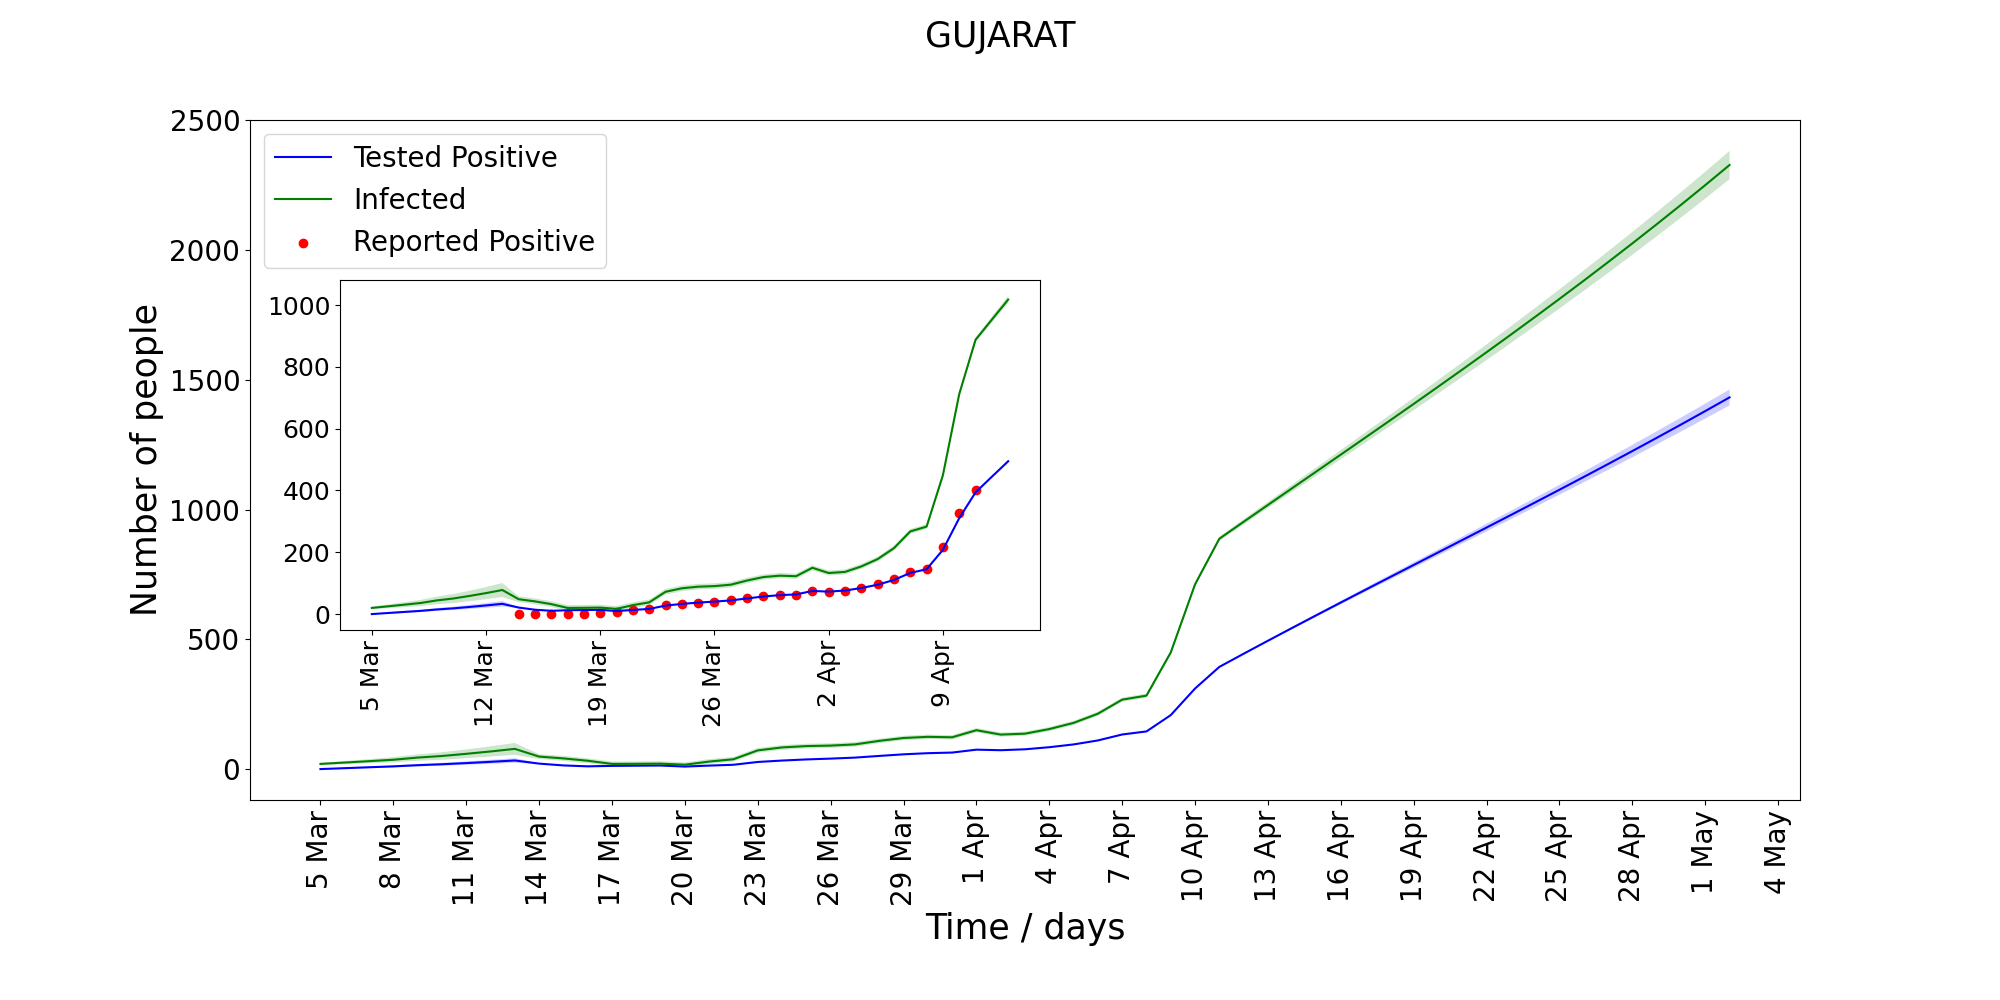 GUJARAT
Tested Positive
Infected
Reported Positive
2500
2000
1500
1000
500
0
Number of people
1000
800
600
400
200
0
5 Mar
12 Mar
19 Mar
26 Mar
2 Apr
9 Apr
5 Mar
8 Mar
11 Mar
14 Mar
17 Mar
20 Mar
23 Mar
26 Mar
29 Mar
1 Apr
4 Apr
7 Apr
10 Apr
13 Apr
16 Apr
19 Apr
22 Apr
25 Apr
28 Apr
1 May
4 May
Time / days